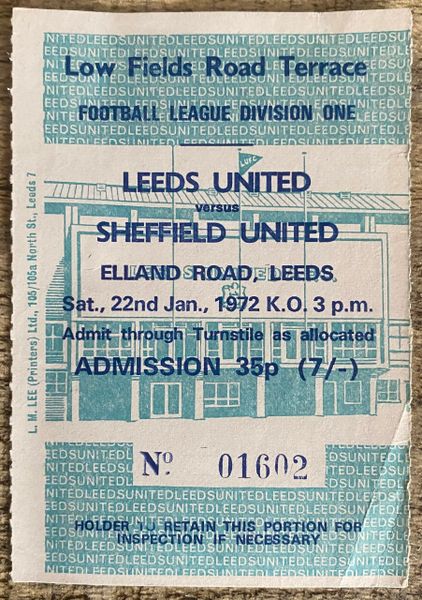 Low Fields Road Terrace
FOOTBALL LEAGUE DIVISION ONE
LUFC
LEEDS UNITED
versus
SHEFFIELD UNITED
ELLAND ROAD, LEEDS.
Sat., 22nd Jan., 1972 K.O. 3 p.m.
Admit through Turnstile as allocated
ADMISSION 35p (7/-)
Nº 01602
HOLDER TO RETAIN THIS PORTION FOR
INSPECTION IF NECESSARY
L. M. LEE (Printers) Ltd., 105/105a North St., Leeds 7